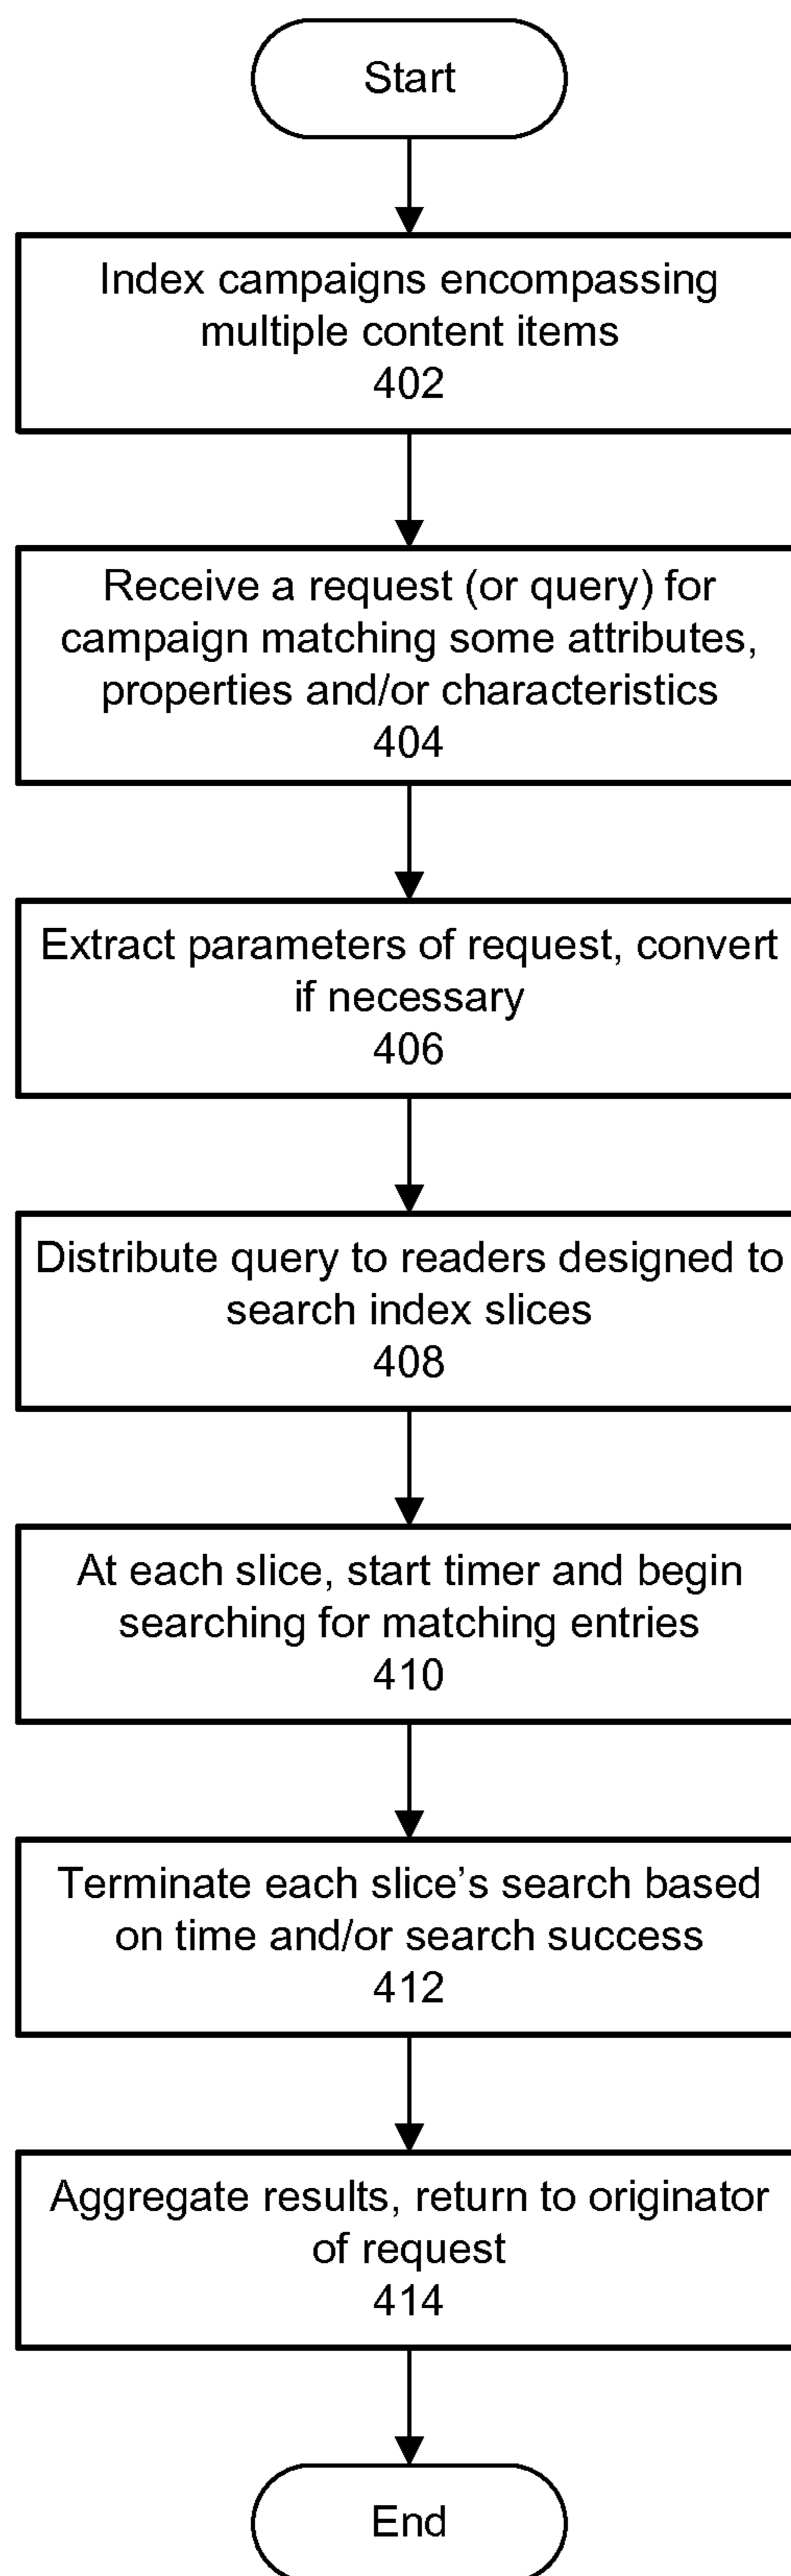 Start
Index campaigns encompassing
multiple content items
402
Receive a request (or query) for
campaign matching some attributes,
properties and/or characteristics
404
Extract parameters of request, convert
if necessary
406
Distribute query to readers designed to
search index slices
408
At each slice, start timer and begin
searching for matching entries
410
Terminate each slice's search based
on time and/or search success
412
Aggregate results, return to originator
of request
414
End